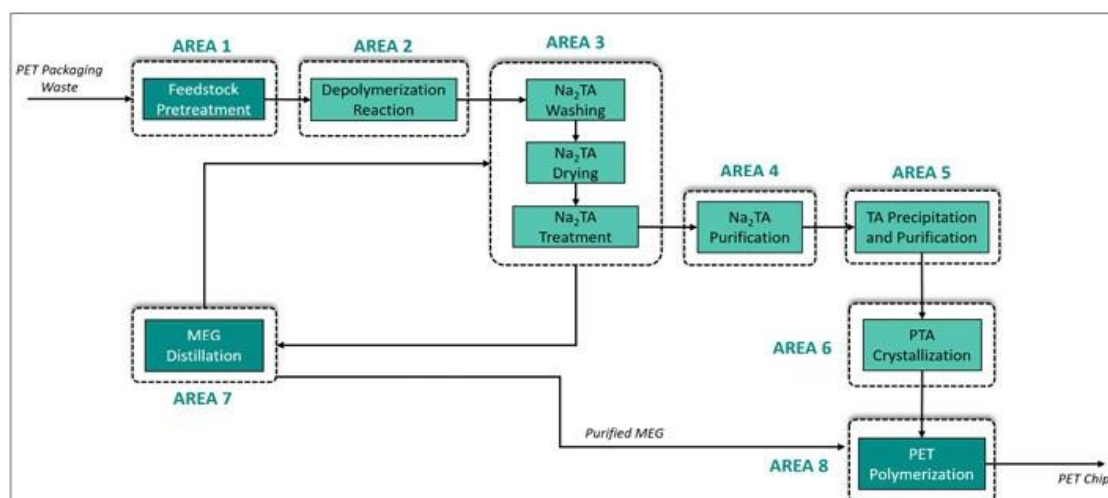 AREA 1
AREA 2
AREA 3
PET Packaging
Waste
Feedstock
Pretreatment
Depolymerization
Reaction
Na₂TA
Washing
Na₂TA
Drying
Na₂TA
Treatment
AREA 4
AREA 5
Na₂TA
Purification
TA Precipitation
and Purification
MEG
Distillation
AREA 7
AREA 6
PTA
Crystallization
Purified MEG
AREA 8
PET
Polymerization
PET Chip